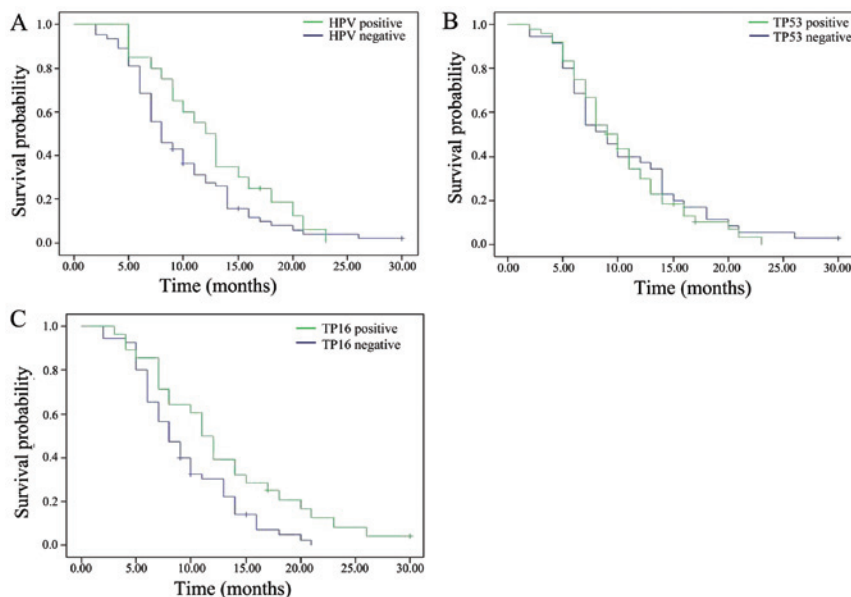 A
HPV positive
HPV negative
Survival probability
1.0
0.8
0.6
0.4
0.2
0.0
0.00 5.00 10.00 15.00 20.00 25.00 30.00
Time (months)
B
TP53 positive
TP53 negative
Survival probability
1.0
0.8
0.6
0.4
0.2
0.0
0.00 5.00 10.00 15.00 20.00 25.00 30.00
Time (months)
C
TP16 positive
TP16 negative
Survival probability
1.0
0.8
0.6
0.4
0.2
0.0
0.00 5.00 10.00 15.00 20.00 25.00 30.00
Time (months)